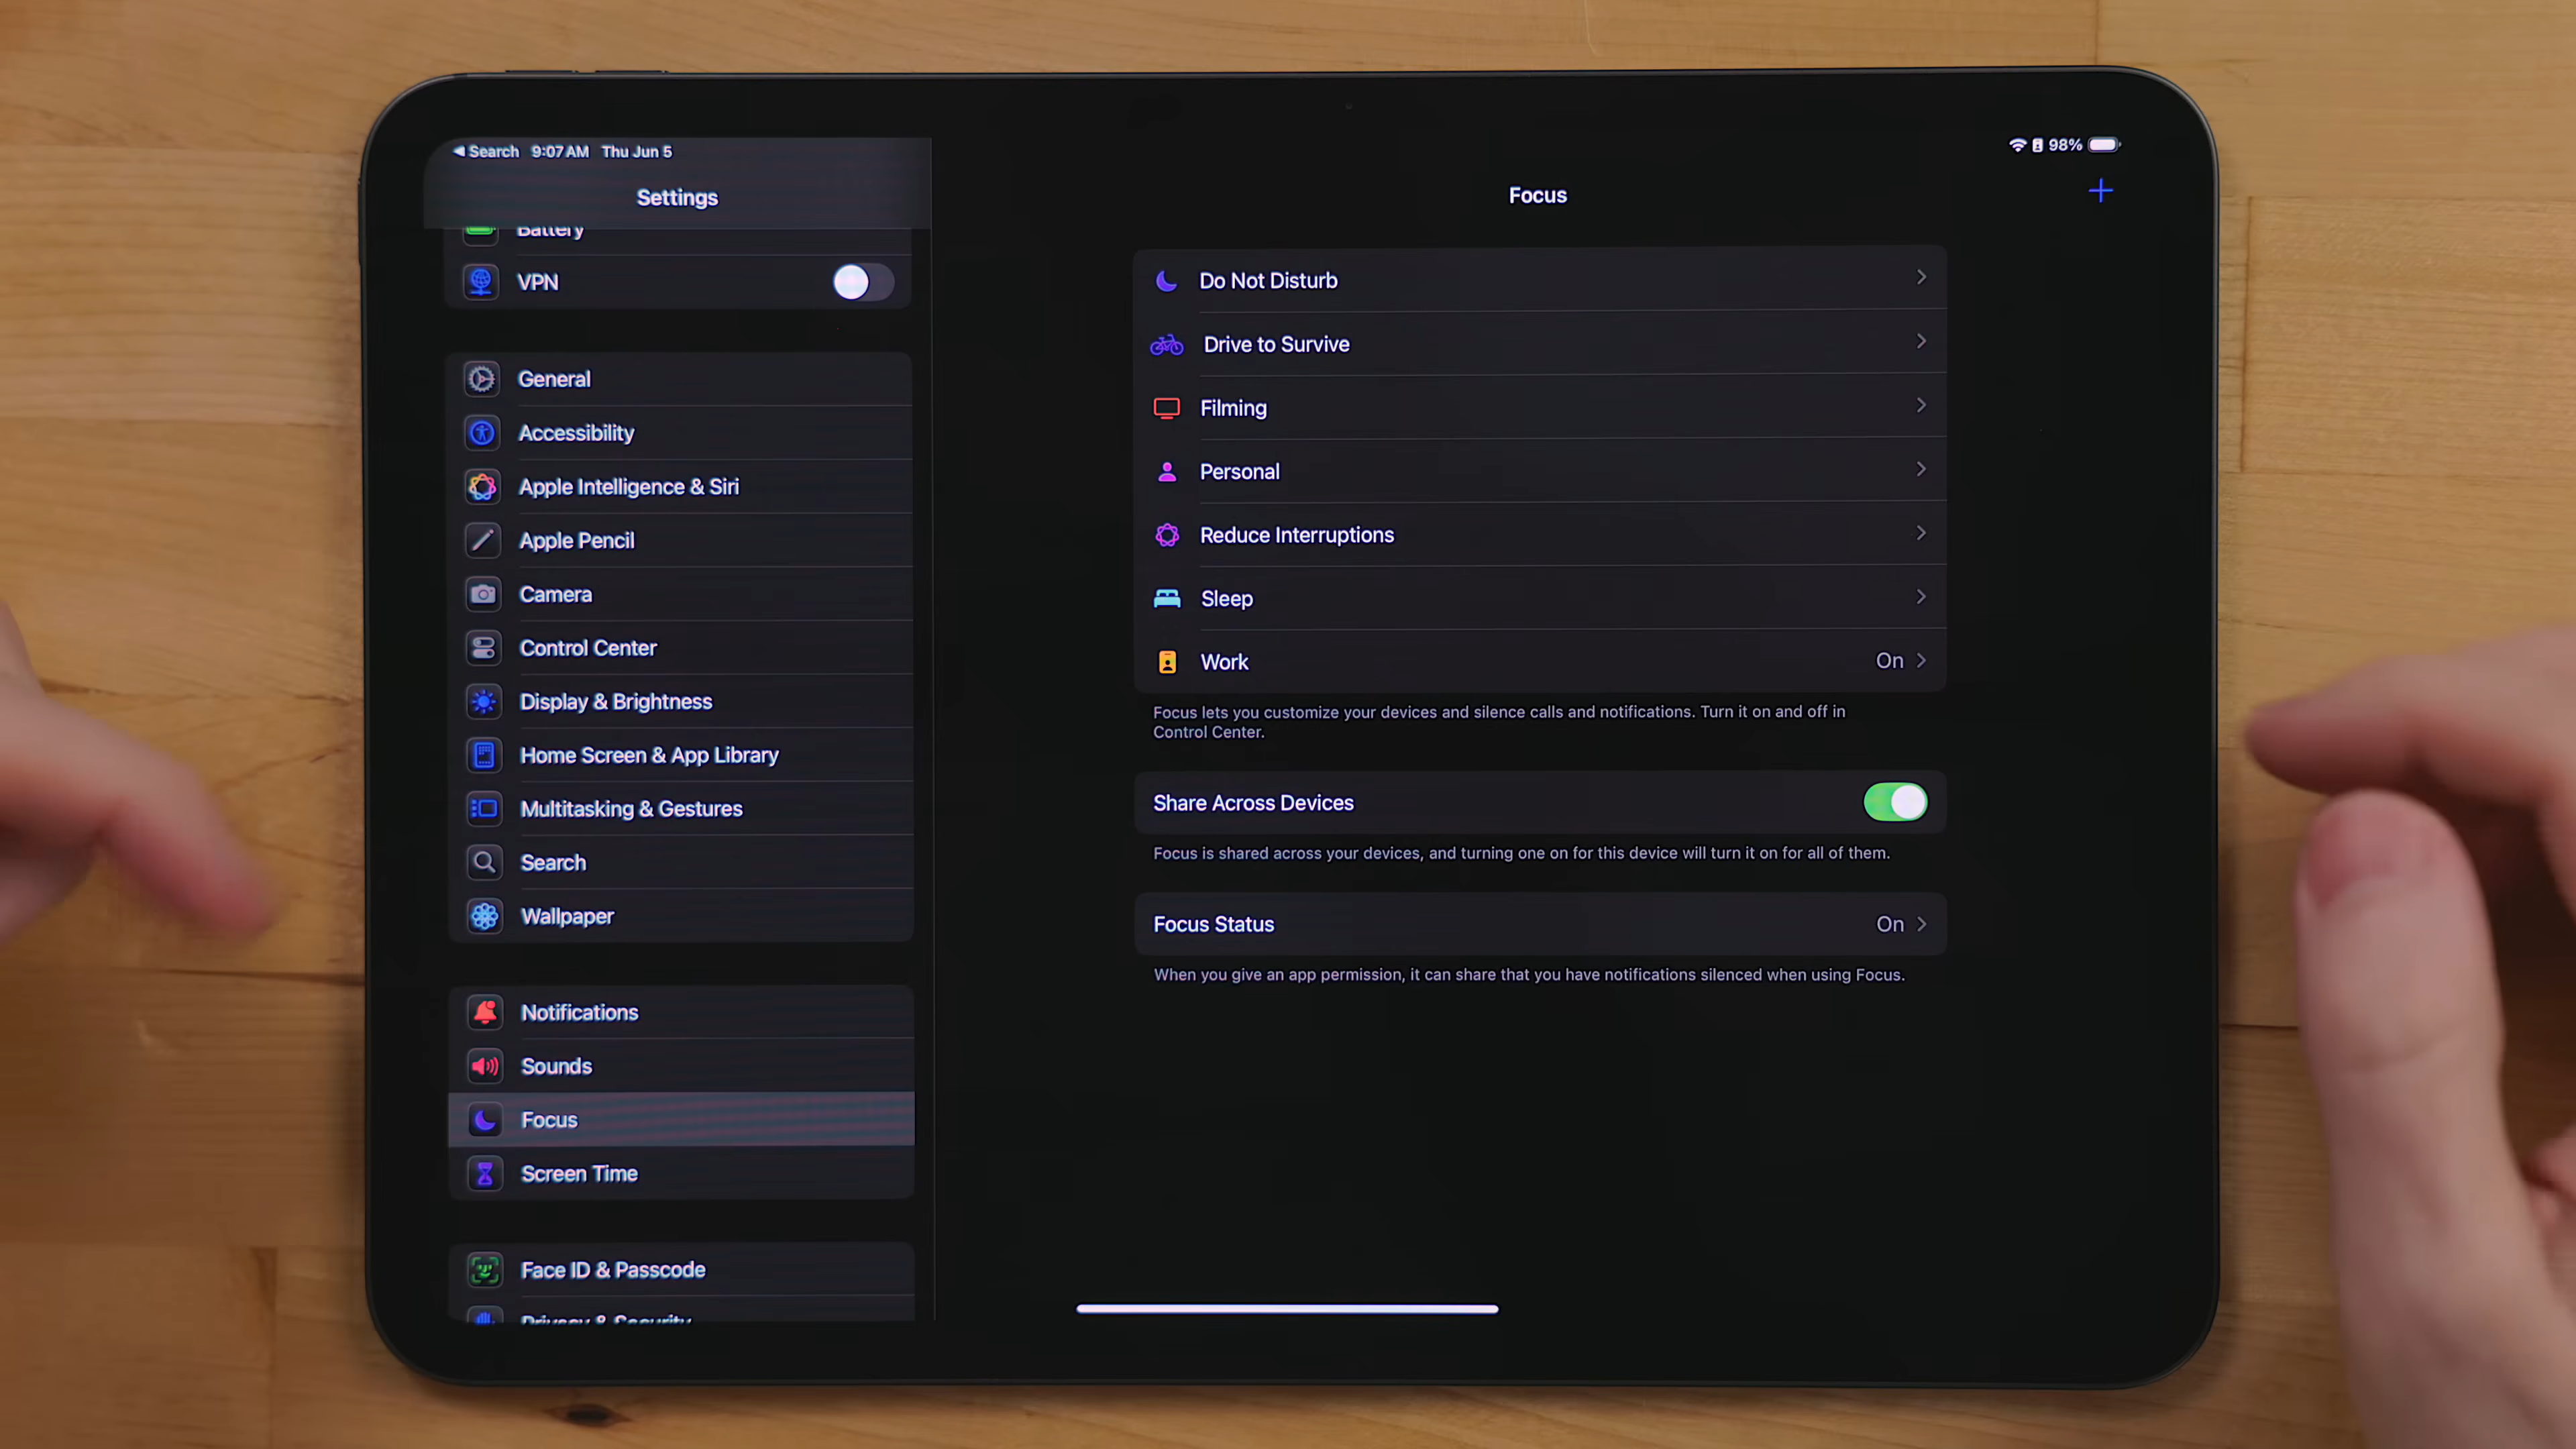 Search 9:07 AM Thu Jun 5
98%
Settings
Battery
VPN
General
Accessibility
Apple Intelligence & Siri
Apple Pencil
Camera
Control Center
Display & Brightness
Home Screen & App Library
Multitasking & Gestures
Search
Wallpaper
Notifications
Sounds
Focus
Screen Time
Face ID & Passcode
Privacy & Security
Focus
Do Not Disturb
Drive to Survive
Filming
Personal
Reduce Interruptions
Sleep
Work On
Focus lets you customize your devices and silence calls and notifications. Turn it on and off in
Control Center.
Share Across Devices
Focus is shared across your devices, and turning one on for this device will turn it on for all of them.
Focus Status On
When you give an app permission, it can share that you have notifications silenced when using Focus.